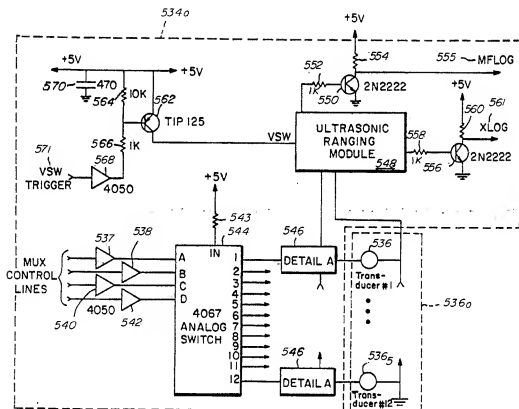 534a
+5V
552
554
555
MFLOG
+5V
+5V
1K
550
2N2222
+5V
570
470
564
10K
562
560
561
XLOG
TIP 125
566
1K
VSW
ULTRASONIC
RANGING
MODULE
548
558
1K
556
2N2222
571
VSW
TRIGGER
568
4050
+5V
543
544
IN
MUX
CONTROL
LINES
537
538
540
4050
542
A
B
C
D
4067
ANALOG
SWITCH
1
2
3
4
5
6
7
8
9
10
11
12
546
DETAIL A
536
Trans-
ducer #1
536a
546
DETAIL A
536
5
Trans-
ducer #12